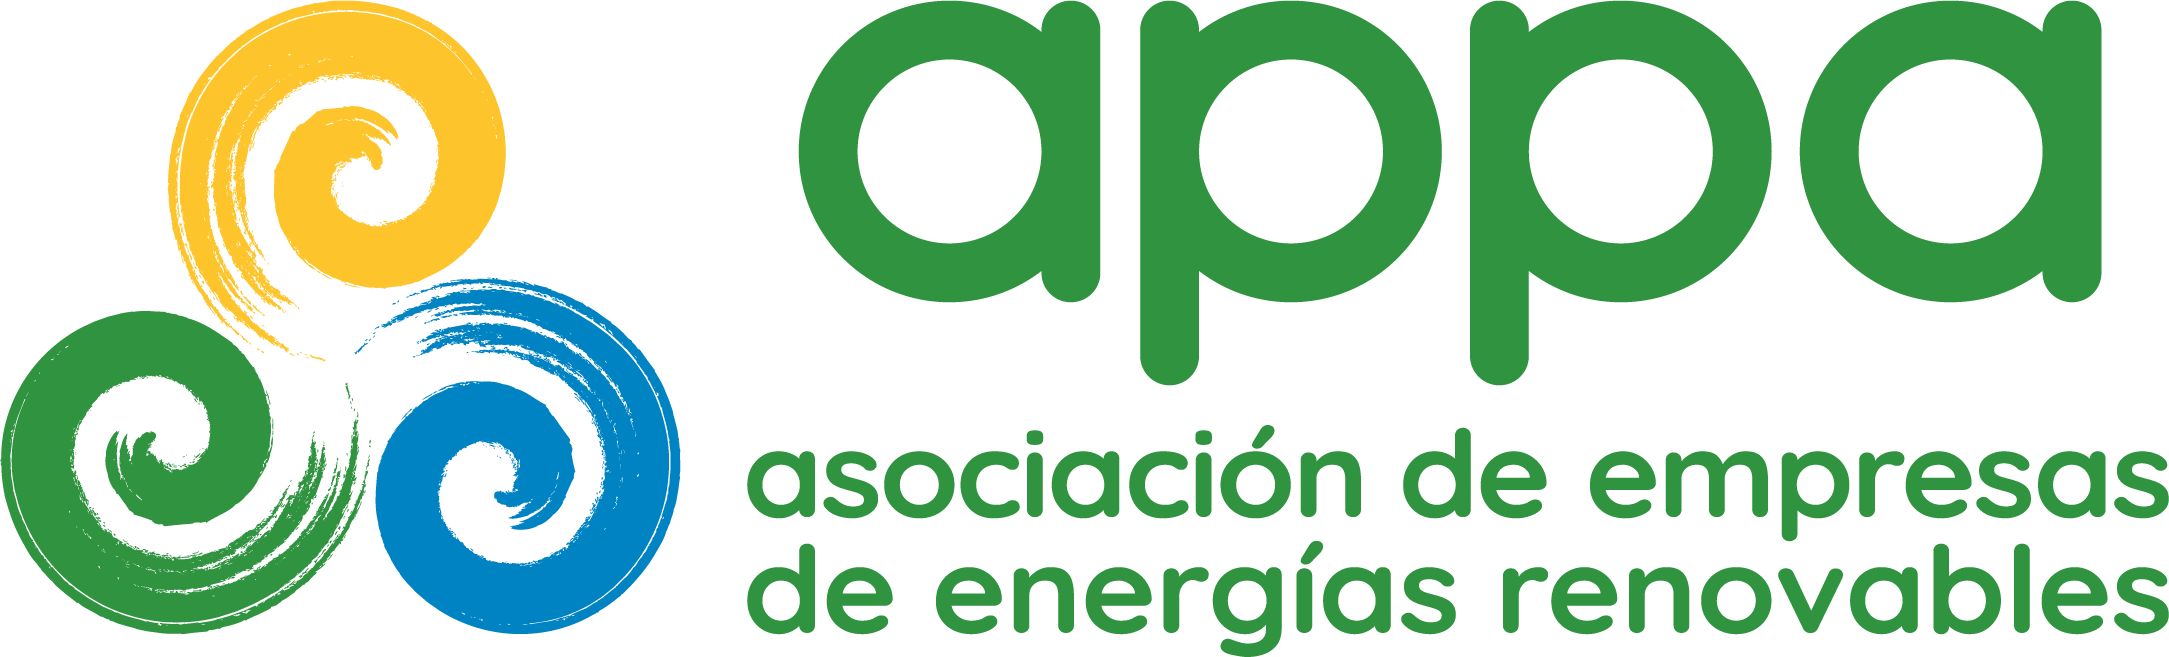 appa
asociación de empresas
de energías renovables